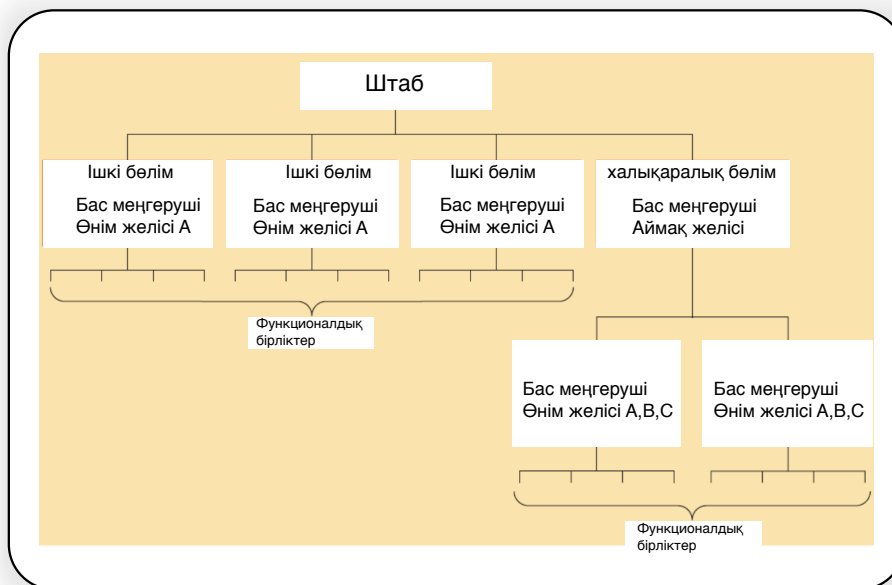 Штаб
Ішкі бөлім
Бас меңгеруші
Өнім желісі А
Ішкі бөлім
Бас меңгеруші
Өнім желісі А
Ішкі бөлім
Бас меңгеруші
Өнім желісі А
халықаралық бөлім
Бас меңгеруші
Аймақ желісі
Функционалдық
бірліктер
Бас меңгеруші
Өнім желісі А,В,С
Бас меңгеруші
Өнім желісі А,В,С
Функционалдық
бірліктер